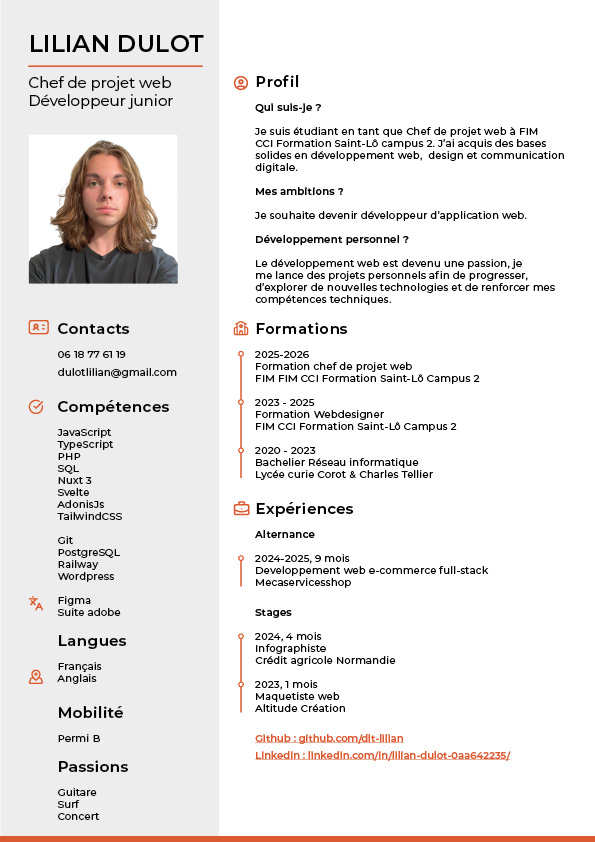 LILIAN DULOT
Chef de projet web
Développeur junior
Contacts
06 18 77 61 19
dulotlilian@gmail.com
Compétences
JavaScript
TypeScript
PHP
SQL
Nuxt 3
Svelte
AdonisJs
TailwindCSS
Git
PostgreSQL
Railway
Wordpress
Figma
Suite adobe
Langues
Français
Anglais
Mobilité
Permi B
Passions
Guitare
Surf
Concert
Profil
Qui suis-je ?
Je suis étudiant en tant que Chef de projet web à FIM
CCI Formation Saint-Lô campus 2. J'ai acquis des bases
solides en développement web, design et communication
digitale.
Mes ambitions ?
Je souhaite devenir développeur d'application web.
Développement personnel ?
Le développement web est devenu une passion, je
me lance des projets personnels afin de progresser,
d'explorer de nouvelles technologies et de renforcer mes
compétences techniques.
Formations
2025-2026
Formation chef de projet web
FIM FIM CCI Formation Saint-Lô Campus 2
2023 - 2025
Formation Webdesigner
FIM CCI Formation Saint-Lô Campus 2
2020 - 2023
Bachelier Réseau informatique
Lycée curie Corot & Charles Tellier
Expériences
Alternance
2024-2025, 9 mois
Developpement web e-commerce full-stack
Mecaservicesshop
Stages
2024, 4 mois
Infographiste
Crédit agricole Normandie
2023, 1 mois
Maquetiste web
Altitude Création
Github : github.com/dlt-lilian
Linkedin : linkedin.com/in/lilian-dulot-0aa642235/